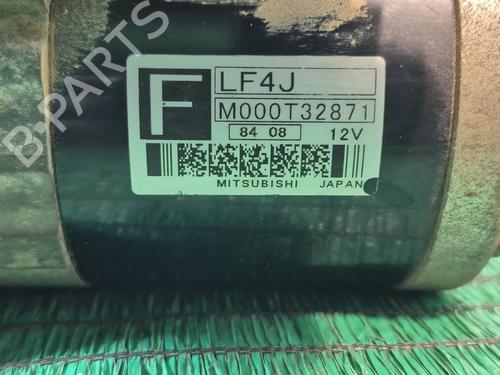 F
LF4J
M000T32871
84 08 12V
MITSUBISHI JAPAN
B-PARTS